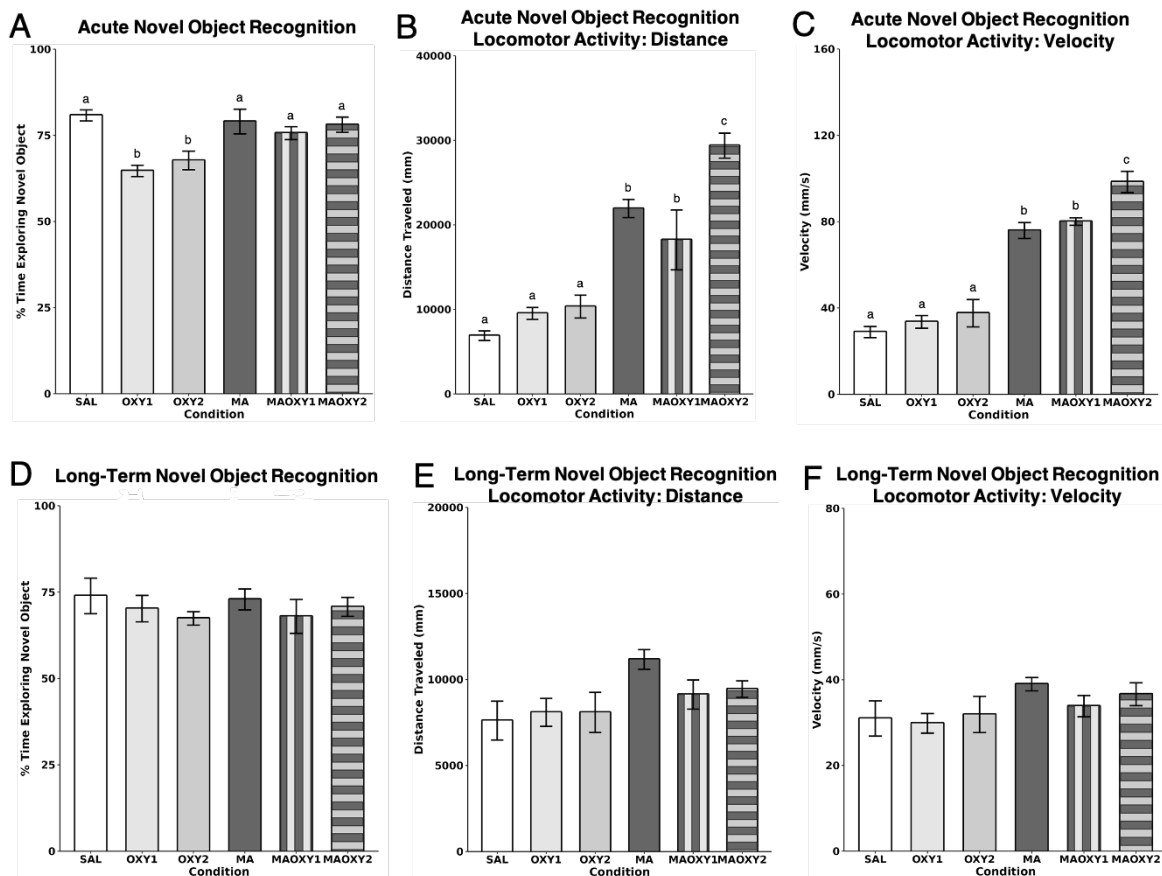 A
Acute Novel Object Recognition
% Time Exploring Novel Object
100
75
50
25
0
a
b
b
a
a
a
SAL
OXY1
OXY2
MA
MAOXY1
MAOXY2
Condition
B
Acute Novel Object Recognition
Locomotor Activity: Distance
Distance Traveled (mm)
40000
30000
20000
10000
0
a
a
a
b
b
c
SAL
OXY1
OXY2
MA
MAOXY1
MAOXY2
Condition
C
Acute Novel Object Recognition
Locomotor Activity: Velocity
Velocity (mm/s)
160
120
80
40
0
a
a
a
b
b
c
SAL
OXY1
OXY2
MA
MAOXY1
MAOXY2
Condition
D
Long-Term Novel Object Recognition
% Time Exploring Novel Object
100
75
50
25
0
SAL
OXY1
OXY2
MA
MAOXY1
MAOXY2
Condition
E
Long-Term Novel Object Recognition
Locomotor Activity: Distance
Distance Traveled (mm)
20000
15000
10000
5000
0
SAL
OXY1
OXY2
MA
MAOXY1
MAOXY2
Condition
F
Long-Term Novel Object Recognition
Locomotor Activity: Velocity
Velocity (mm/s)
80
60
40
20
0
SAL
OXY1
OXY2
MA
MAOXY1
MAOXY2
Condition